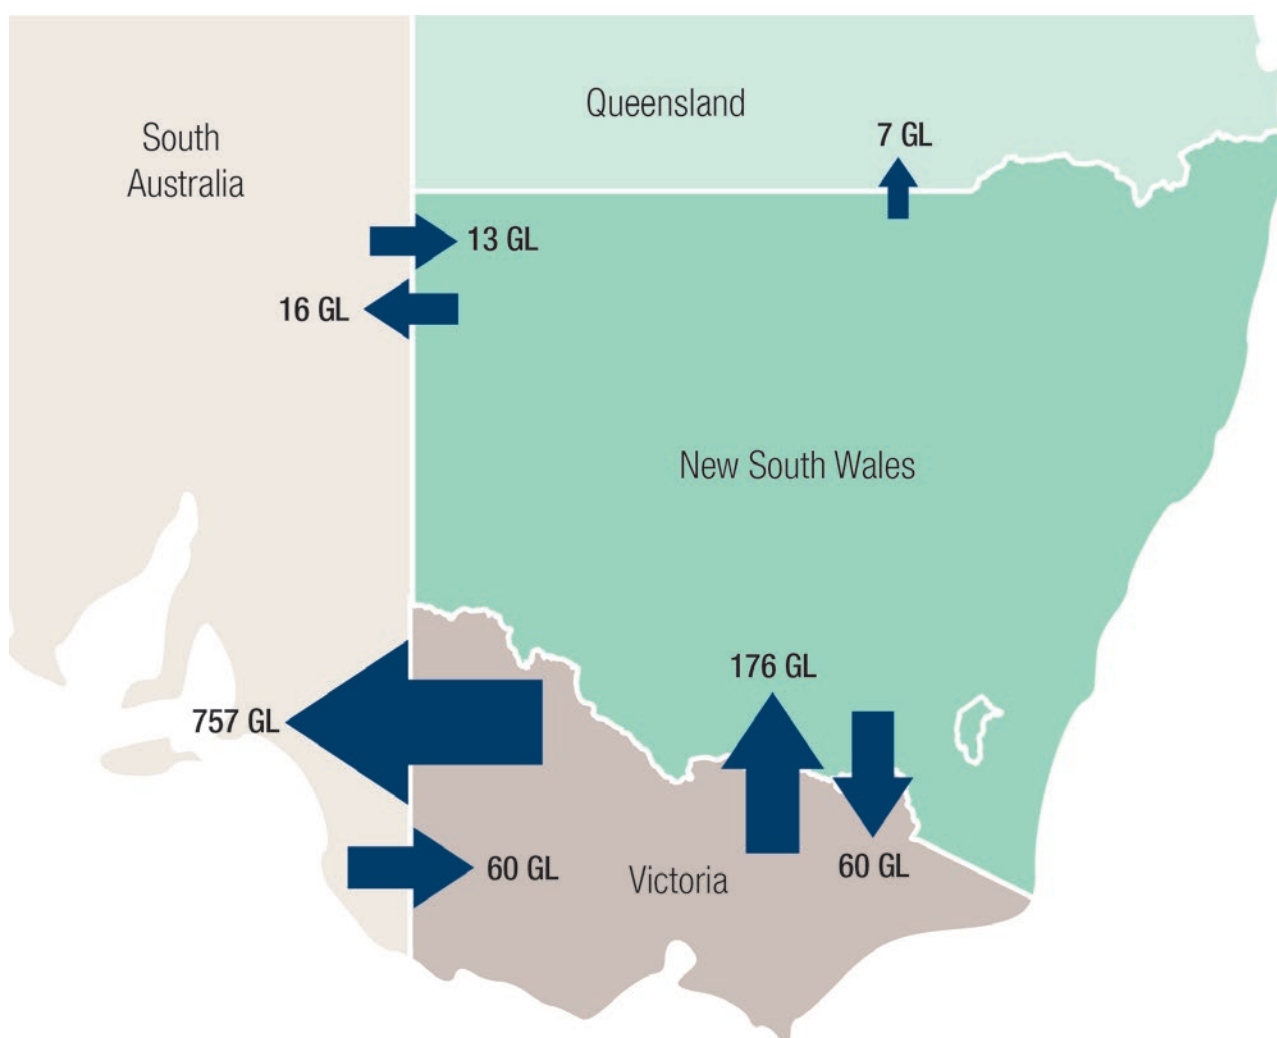 Queensland
7 GL
South
Australia
13 GL
16 GL
New South Wales
176 GL
757 GL
60 GL
Victoria
60 GL